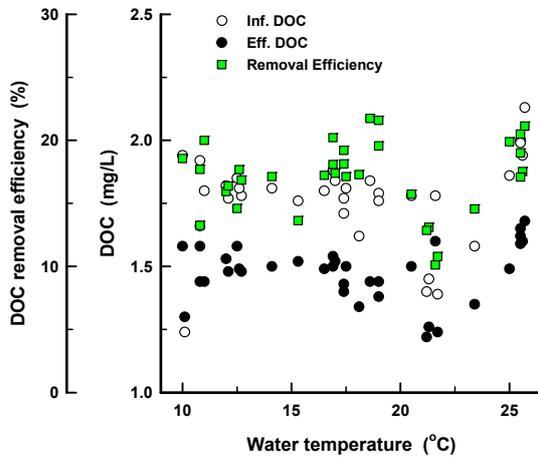 Inf. DOC
Eff. DOC
Removal Efficiency
DOC removal efficiency (%)
30
20
10
0
DOC (mg/L)
2.5
2.0
1.5
1.0
10 15 20 25
Water temperature (°C)